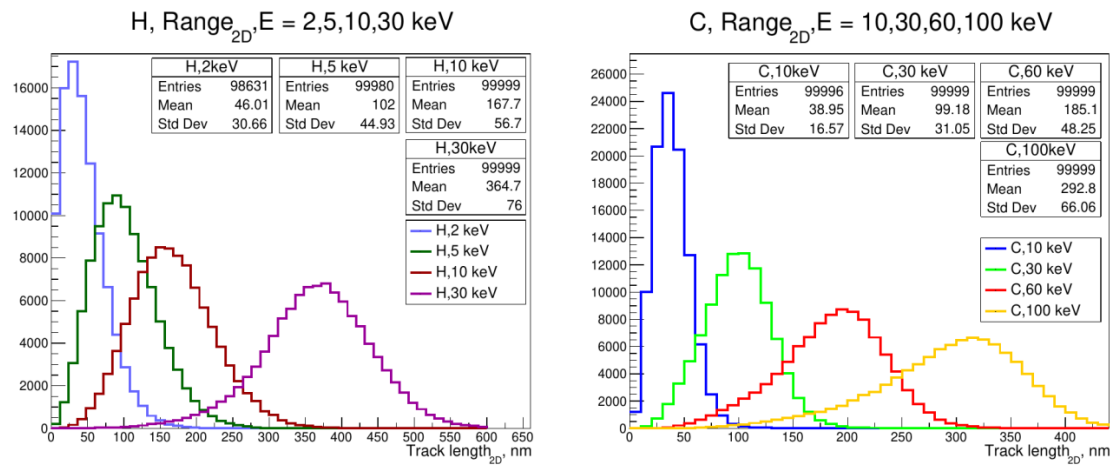 H, Range2D,E = 2,5,10,30 keV
H,2keV
Entries 98631
Mean 46.01
Std Dev 30.66
H,5 keV
Entries 99980
Mean 102
Std Dev 44.93
H,10 keV
Entries 99999
Mean 167.7
Std Dev 56.7
H,30keV
Entries 99999
Mean 364.7
Std Dev 76
H,2 keV
H,5 keV
H,10 keV
H,30 keV
16000
14000
12000
10000
8000
6000
4000
2000
0
0 50 100 150 200 250 300 350 400 450 500 550 600 650
Track length2D, nm
C, Range2D,E = 10,30,60,100 keV
C,10keV
Entries 99996
Mean 38.95
Std Dev 16.57
C,30 keV
Entries 99999
Mean 99.18
Std Dev 31.05
C,60 keV
Entries 99999
Mean 185.1
Std Dev 48.25
C,100keV
Entries 99999
Mean 292.8
Std Dev 66.06
C,10 keV
C,30 keV
C,60 keV
C,100 keV
26000
24000
22000
20000
18000
16000
14000
12000
10000
8000
6000
4000
2000
0
0 50 100 150 200 250 300 350 400
Track length2D, nm